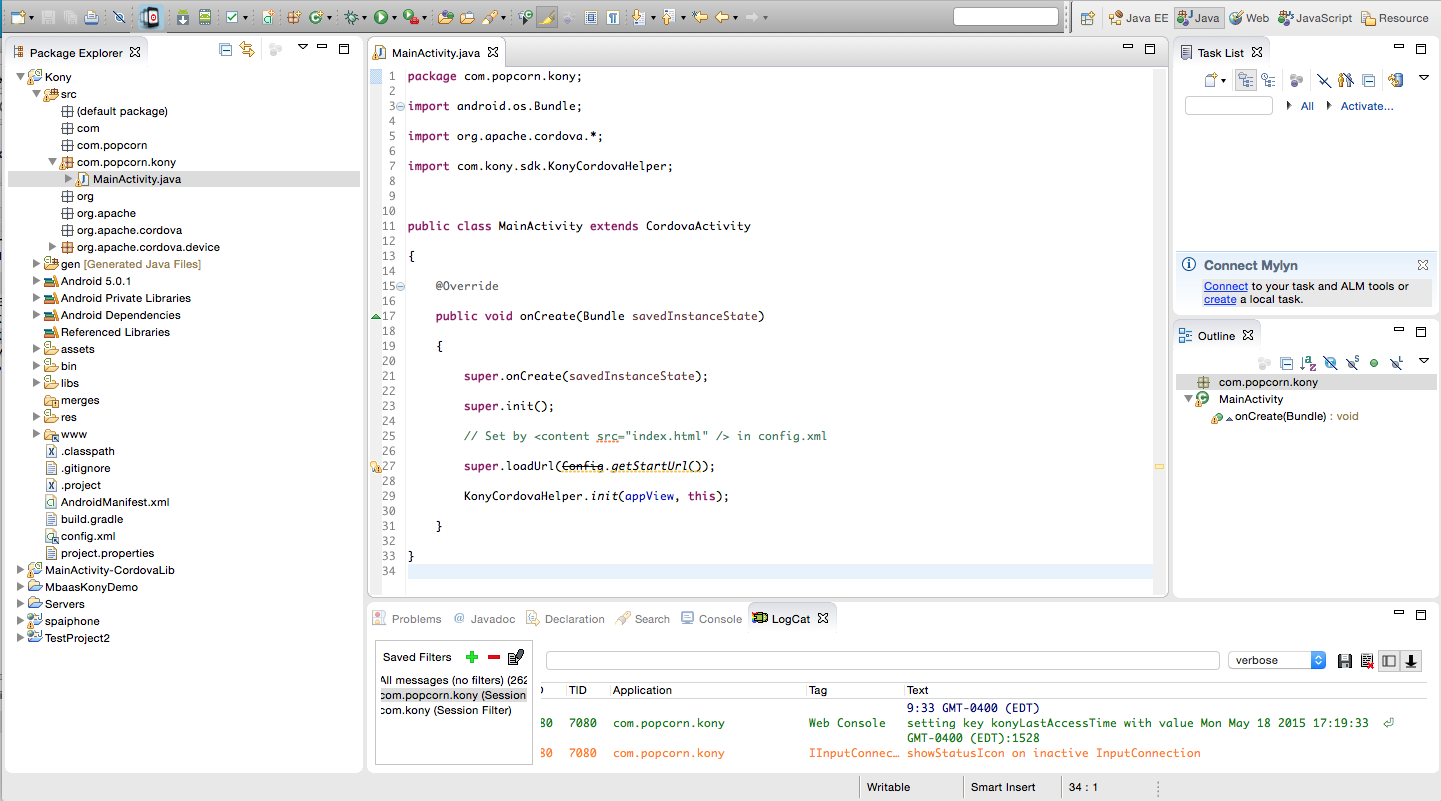 Java EE
Java
Web
JavaScript
Resource
Package Explorer
Kony
src
(default package)
com
com.popcorn
com.popcorn.kony
MainActivity.java
org
org.apache
org.apache.cordova
org.apache.cordova.device
gen [Generated Java Files]
Android 5.0.1
Android Private Libraries
Android Dependencies
Referenced Libraries
assets
bin
libs
merges
res
www
.classpath
.gitignore
.project
AndroidManifest.xml
build.gradle
config.xml
project.properties
MainActivity-CordovaLib
MbaasKonyDemo
Servers
spaiphone
TestProject2
MainActivity.java
1 package com.popcorn.kony;
2
3 import android.os.Bundle;
4
5 import org.apache.cordova.*;
6
7 import com.kony.sdk.KonyCordovaHelper;
8
9
10
11 public class MainActivity extends CordovaActivity
12
13 {
14
15 @Override
16
17 public void onCreate(Bundle savedInstanceState)
18
19 {
20
21 super.onCreate(savedInstanceState);
22
23 super.init();
24
25 // Set by <content src="index.html" /> in config.xml
26
27 super.loadUrl(Config.getStartUrl());
28
29 KonyCordovaHelper.init(appView, this);
30
31 }
32
33 }
34
Task List
All
Activate...
Connect Mylyn
Connect to your task and ALM tools or
create a local task.
Outline
com.popcorn.kony
MainActivity
onCreate(Bundle) : void
Problems
@ Javadoc
Declaration
Search
Console
LogCat
Saved Filters
All messages (no filters) (262
com.popcorn.kony (Session
com.kony (Session Filter)
verbose
TID Application Tag Text
9:33 GMT-0400 (EDT)
80 7080 com.popcorn.kony Web Console setting key konyLastAccessTime with value Mon May 18 2015 17:19:33
GMT-0400 (EDT):1528
80 7080 com.popcorn.kony IInputConnec… showStatusIcon on inactive InputConnection
Writable
Smart Insert
34 : 1